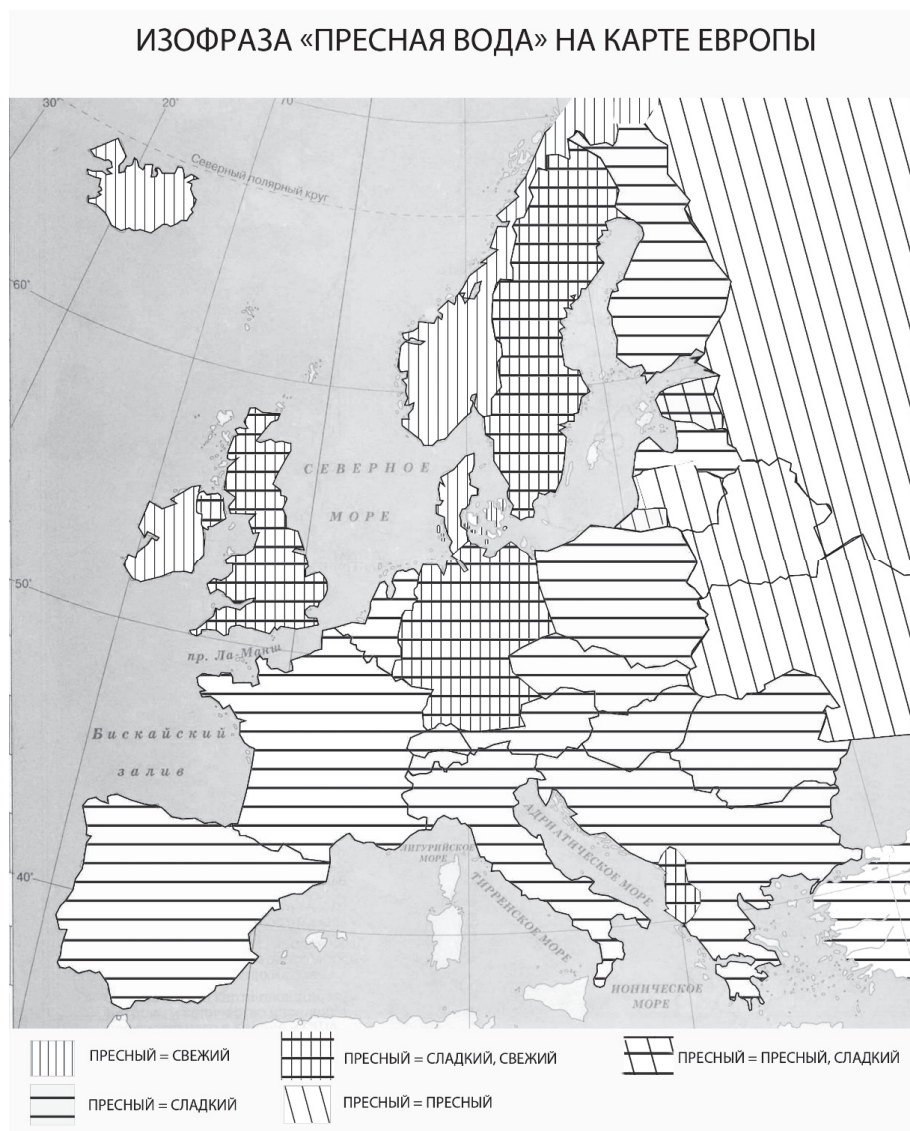 ИЗОФРАЗА «ПРЕСНАЯ ВОДА» НА КАРТЕ ЕВРОПЫ
30°
20°
70
Северный полярный круг
60°
СЕВЕРНОЕ
МОРЕ
50°
пр. Ла-Манш
Бискайский
залив
АДРИАТИЧЕСКОЕ МОРЕ
ЛИГУРИЙСКОЕ
МОРЕ
40°
ТИРРЕНСКОЕ МОРЕ
ИОНИЧЕСКОЕ
МОРЕ
ПРЕСНЫЙ = СВЕЖИЙ
ПРЕСНЫЙ = СЛАДКИЙ, СВЕЖИЙ
ПРЕСНЫЙ = ПРЕСНЫЙ, СЛАДКИЙ
ПРЕСНЫЙ = СЛАДКИЙ
ПРЕСНЫЙ = ПРЕСНЫЙ